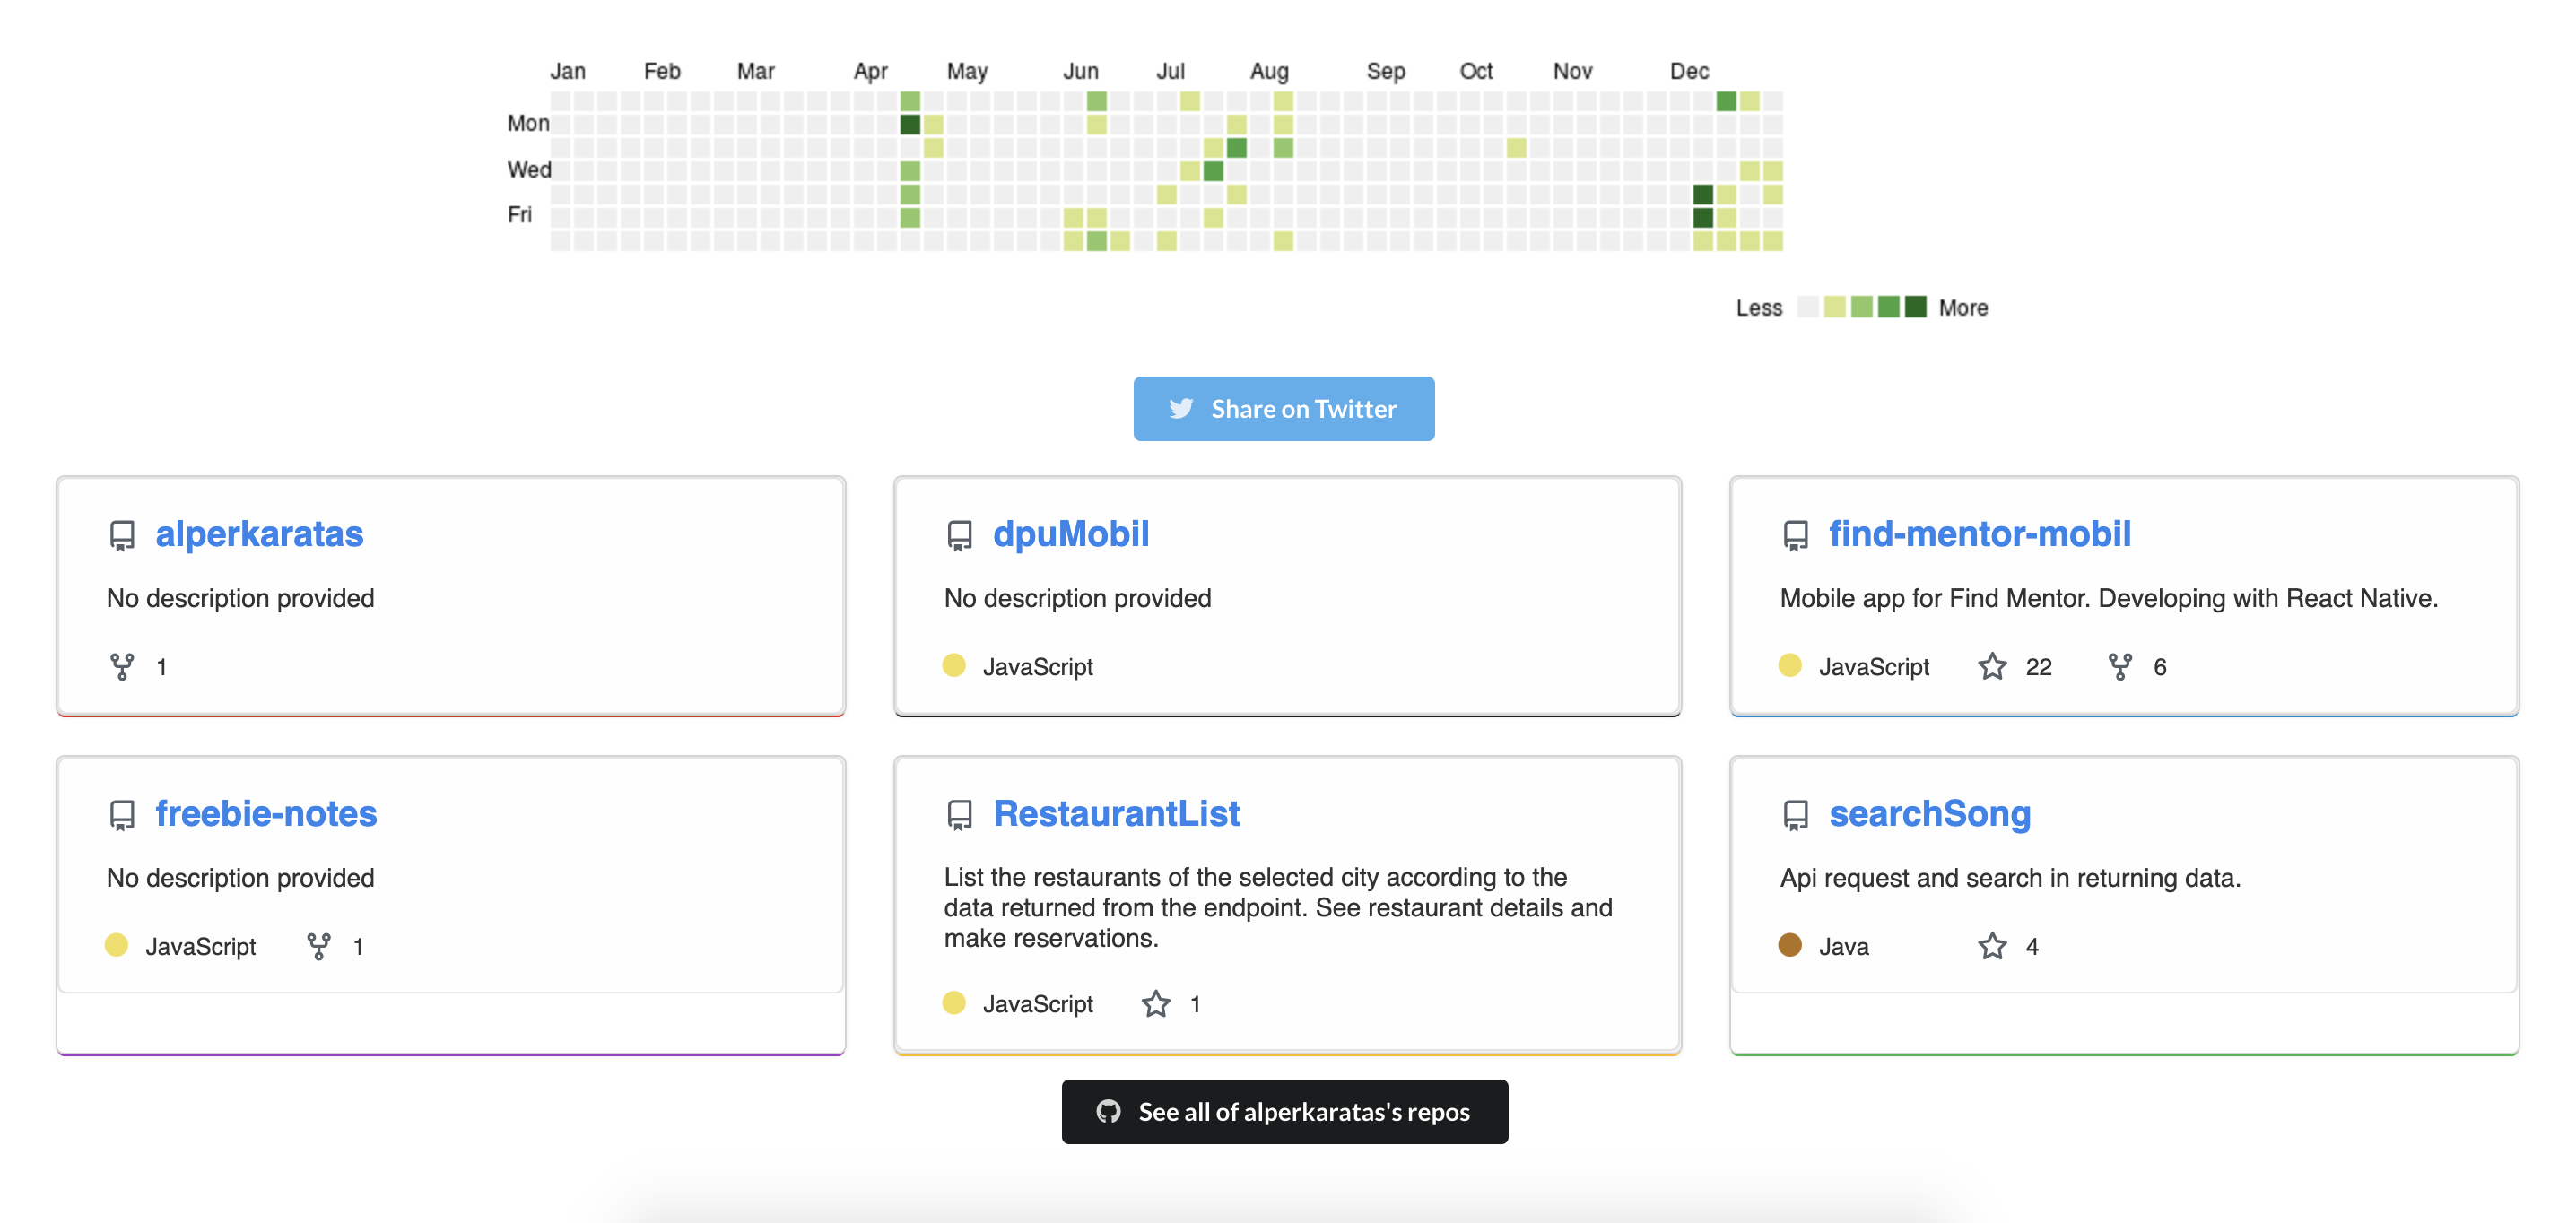 Jan Feb Mar Apr May Jun Jul Aug Sep Oct Nov Dec
Mon
Wed
Fri
Less More
Share on Twitter
alperkaratas
No description provided
1
dpuMobil
No description provided
JavaScript
find-mentor-mobil
Mobile app for Find Mentor. Developing with React Native.
JavaScript 22 6
freebie-notes
No description provided
JavaScript 1
RestaurantList
List the restaurants of the selected city according to the
data returned from the endpoint. See restaurant details and
make reservations.
JavaScript 1
searchSong
Api request and search in returning data.
Java 4
See all of alperkaratas's repos